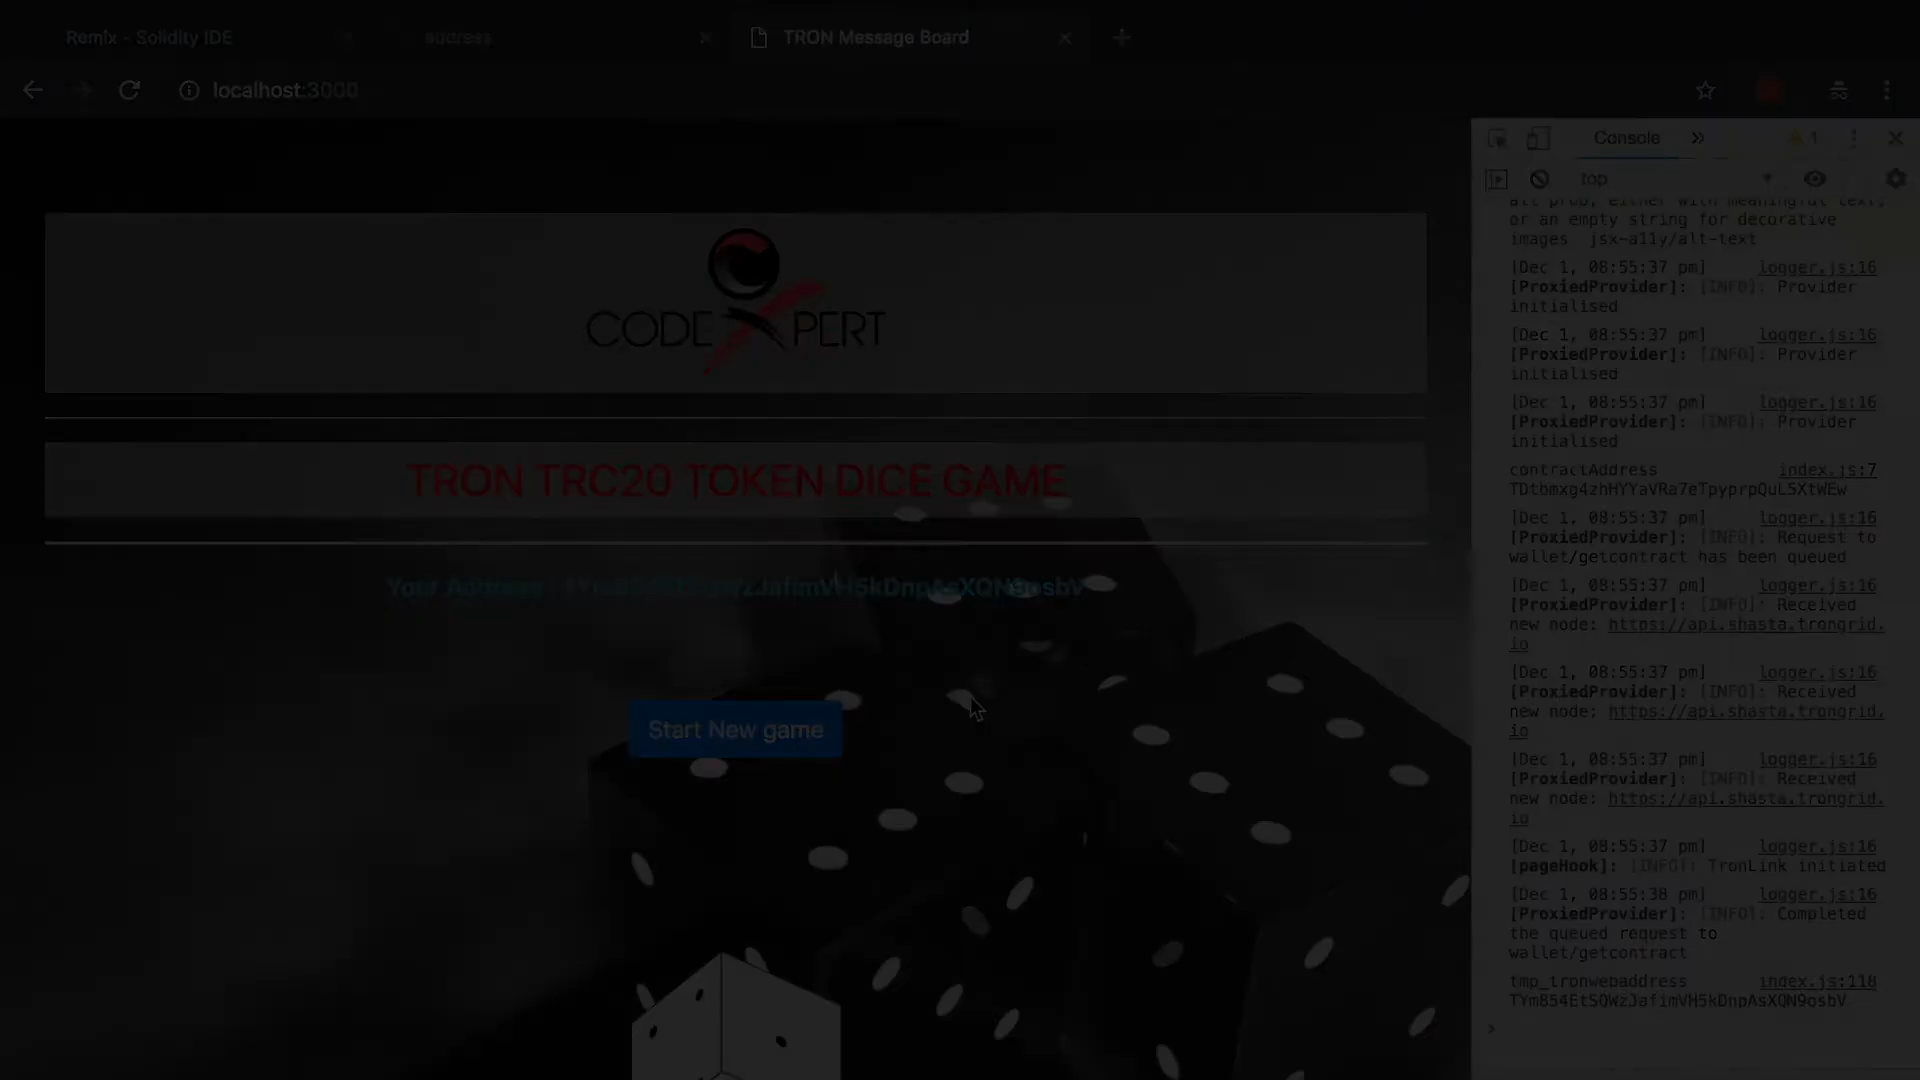 Remix - Solidity IDE
address
TRON Message Board
localhost:3000
CODEXPERT
TRON TRC20 TOKEN DICE GAME
Your Address :
Start New game
Console
1
top
or an empty string for decorative
images jsx-a11y/alt-text
[Dec 1, 08:55:37 pm] logger.js:16
[ProxiedProvider]: [INFO]: Provider
initialised
[Dec 1, 08:55:37 pm] logger.js:16
[ProxiedProvider]: [INFO]: Provider
initialised
[Dec 1, 08:55:37 pm] logger.js:16
[ProxiedProvider]: [INFO]: Provider
initialised
contractAddress index.js:7
TDtbmxg4zhHYYaVRa7eTpyprpQuL5XtWEw
[Dec 1, 08:55:37 pm] logger.js:16
[ProxiedProvider]: [INFO]: Request to
wallet/getcontract has been queued
[Dec 1, 08:55:37 pm] logger.js:16
[ProxiedProvider]: [INFO]: Received
new node: https://api.shasta.trongrid.
io
[Dec 1, 08:55:37 pm] logger.js:16
[ProxiedProvider]: [INFO]: Received
new node: https://api.shasta.trongrid.
io
[Dec 1, 08:55:37 pm] logger.js:16
[ProxiedProvider]: [INFO]: Received
new node: https://api.shasta.trongrid.
io
[Dec 1, 08:55:37 pm] logger.js:16
[pageHook]: [INFO]: TronLink initiated
[Dec 1, 08:55:38 pm] logger.js:16
[ProxiedProvider]: [INFO]: Completed
the queued request to
wallet/getcontract
tmp_tronwebaddress index.js:118